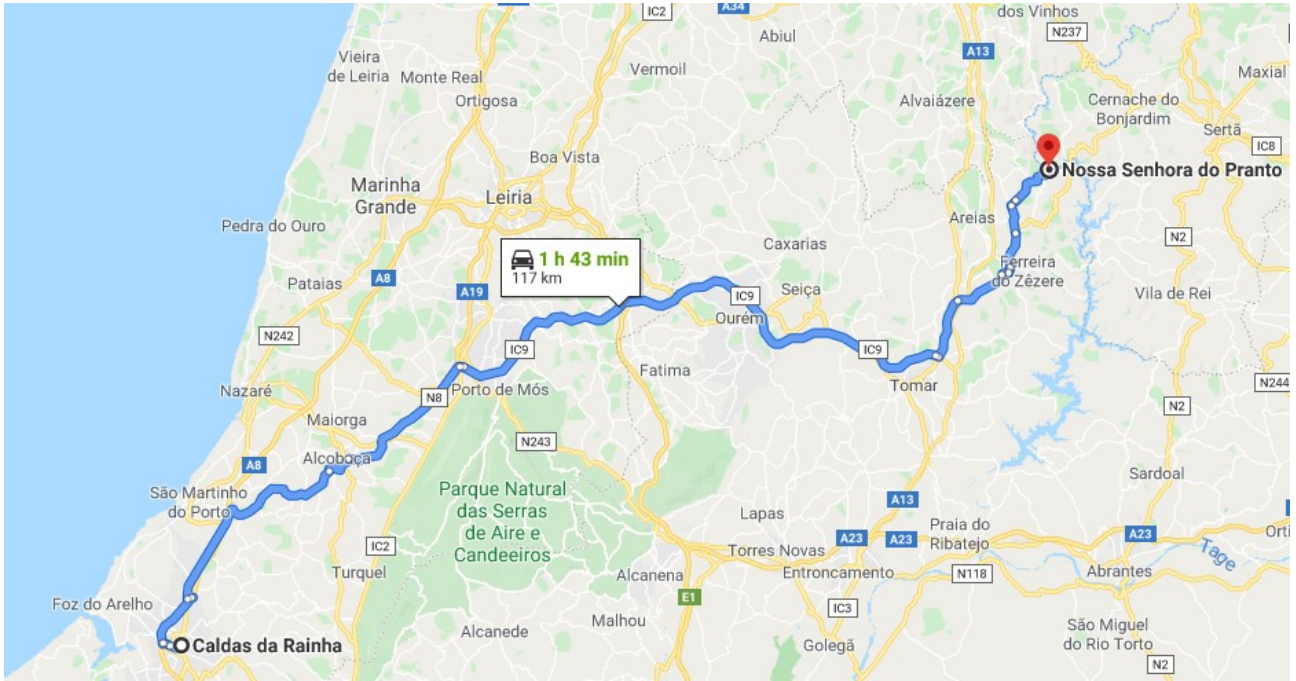 IC2
A34
dos Vinhos
N237
Abiul
A13
Vieira
de Leiria
Monte Real
Vermoil
Maxial
Ortigosa
Alvaiázere
Cernache do
Bonjardim
Sertã
IC8
Boa Vista
Nossa Senhora do Pranto
Marinha
Grande
Leiria
Pedra do Ouro
Areias
N2
Caxarias
1 h 43 min
117 km
Ferreira
do Zêzere
A8
Pataias
A19
IC9
Seiça
Vila de Rei
Ourém
N242
IC9
IC9
Fatima
Tomar
Porto de Mós
N8
Nazaré
N244
N2
Maiorga
N243
Alcobaça
A8
Sardoal
São Martinho
do Porto
Parque Natural
das Serras
de Aire e
Candeeiros
A13
Lapas
Praia do
Ribatejo
A23
A23
A23
Orti
Tage
IC2
Torres Novas
Turquel
Alcanena
Entroncamento
N118
Abrantes
E1
Foz do Arelho
IC3
Malhou
São Miguel
do Rio Torto
Alcanede
Golegã
Caldas da Rainha
N2